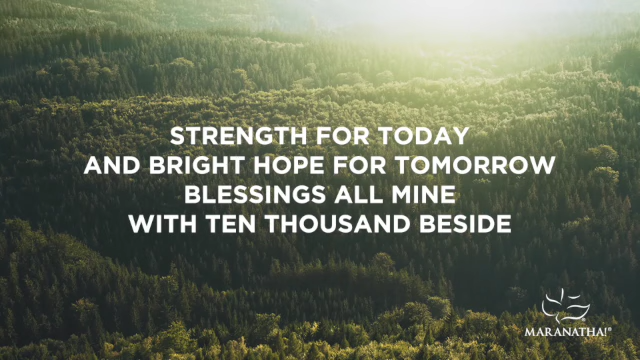 STRENGTH FOR TODAY
AND BRIGHT HOPE FOR TOMORROW
BLESSINGS ALL MINE
WITH TEN THOUSAND BESIDE
MARANATHA!®